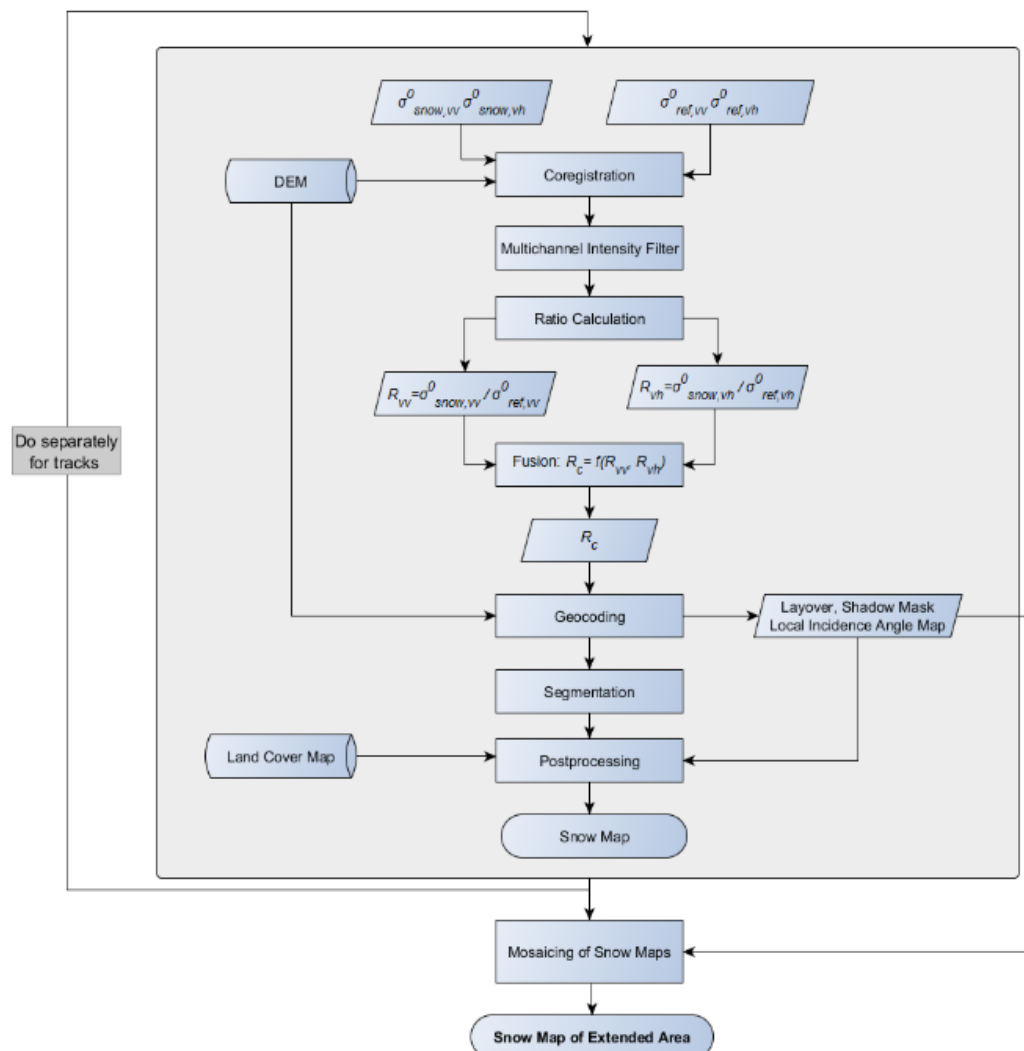 σ⁰snow,vv σ⁰snow,vh
σ⁰ref,vv σ⁰ref,vh
DEM
Coregistration
Multichannel Intensity Filter
Ratio Calculation
Rvv=σ⁰snow,vv / σ⁰ref,vv
Rvh=σ⁰snow,vh / σ⁰ref,vh
Do separately
for tracks
Fusion: Rc= f(Rvv, Rvh)
Rc
Geocoding
Layover, Shadow Mask
Local Incidence Angle Map
Segmentation
Land Cover Map
Postprocessing
Snow Map
Mosaicing of Snow Maps
Snow Map of Extended Area